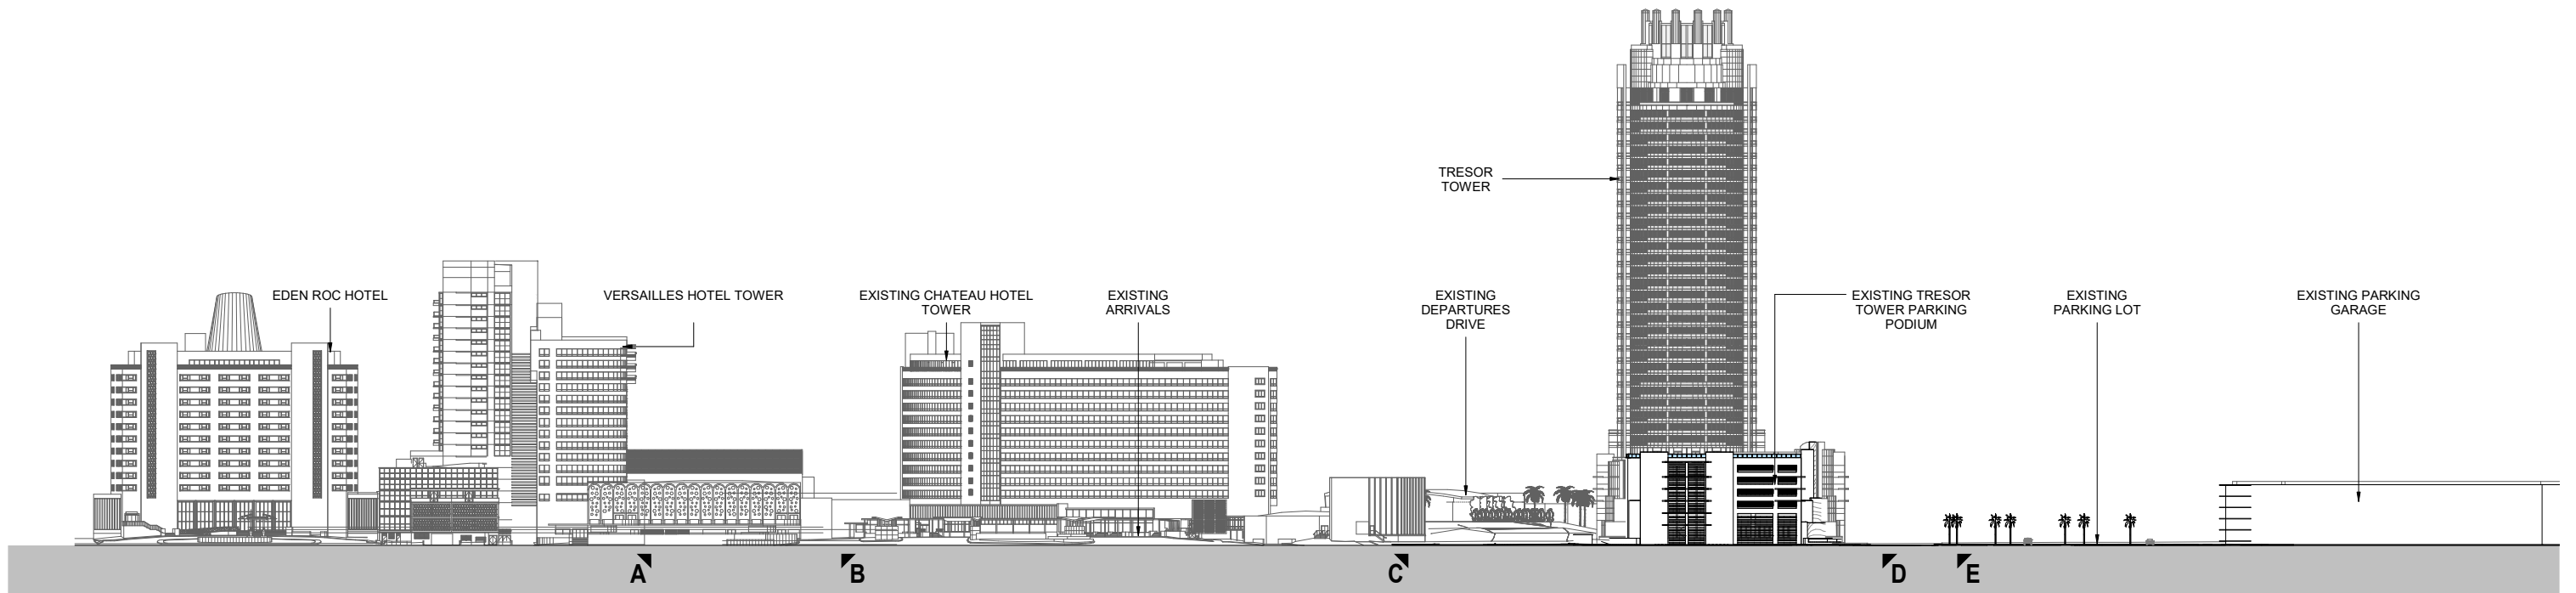 TRESOR
TOWER
EDEN ROC HOTEL
VERSAILLES HOTEL TOWER
EXISTING CHATEAU HOTEL
TOWER
EXISTING
ARRIVALS
EXISTING
DEPARTURES
DRIVE
EXISTING TRESOR
TOWER PARKING
PODIUM
EXISTING
PARKING LOT
EXISTING PARKING
GARAGE
A
B
C
D
E